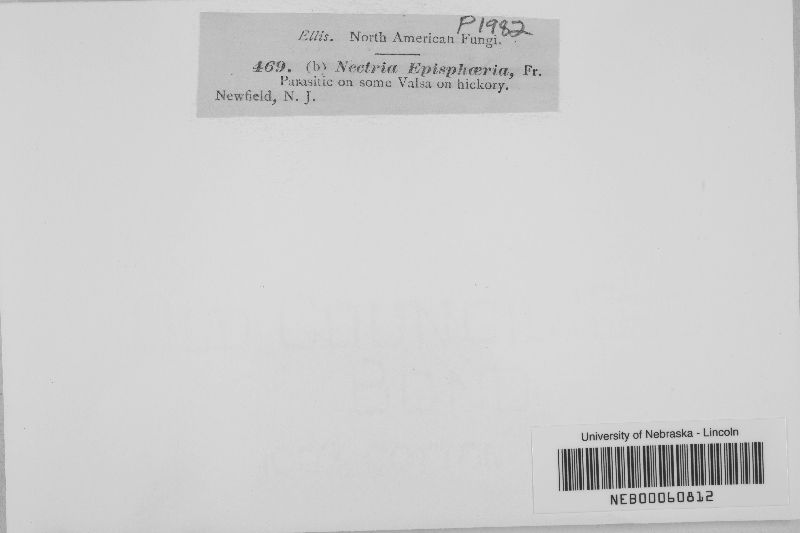 P1982
Ellis. North American Fungi.
469. (b) Nectria Episphæria, Fr.
Parasitic on some Valsa on hickory.
Newfield, N. J.
University of Nebraska - Lincoln
NEB00060812